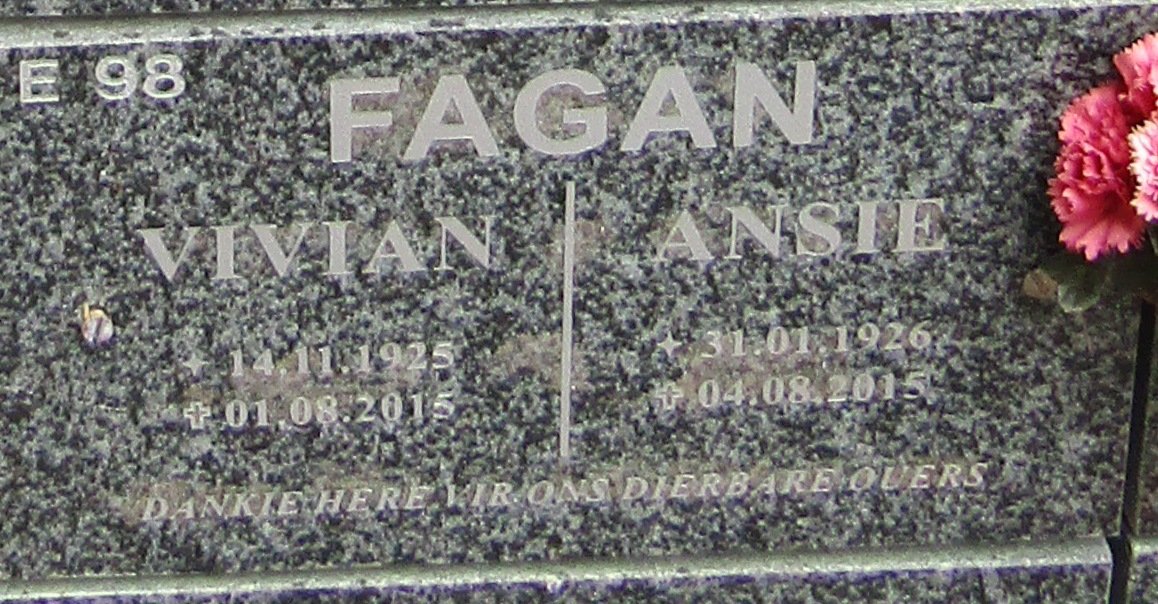 E 98
FAGAN
VIVIAN
14.11.1925
01.08.2015
ANSIE
31.01.1926
04.08.2015
DANKIE HERE VIR ONS DIERBARE OUERS